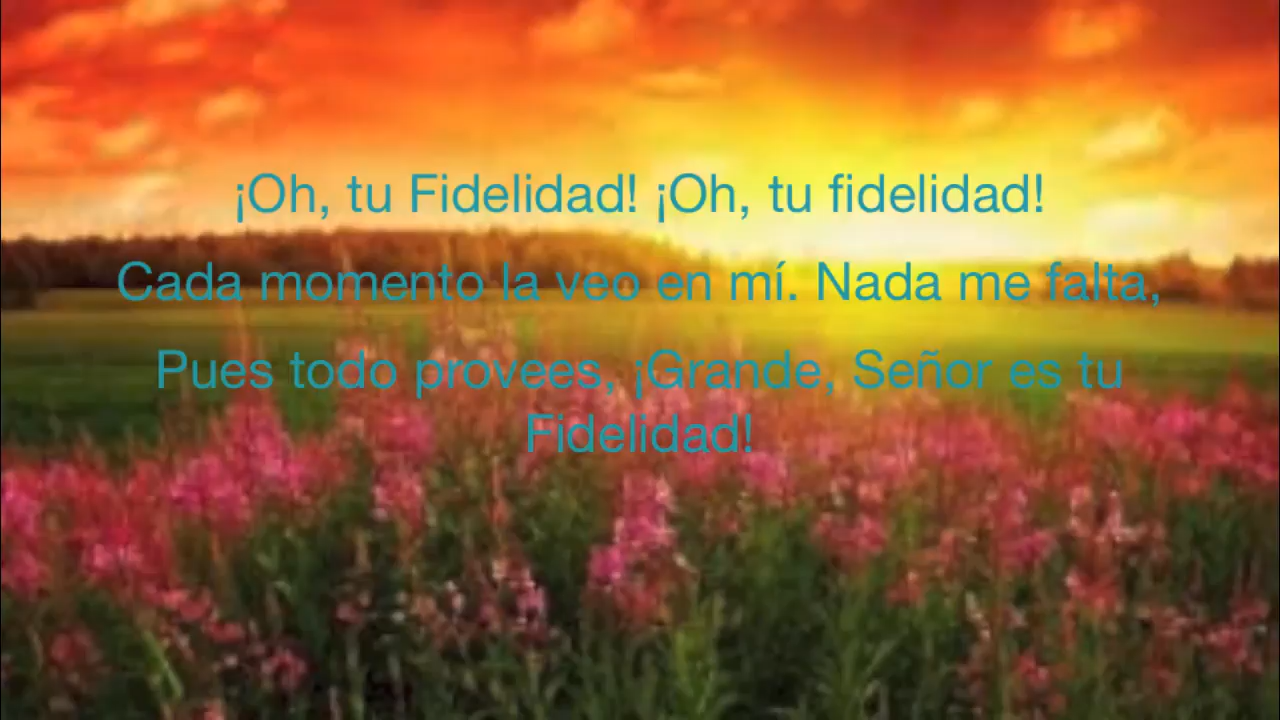 ¡Oh, tu Fidelidad! ¡Oh, tu fidelidad!
Cada momento la veo en mí. Nada me falta,
Pues todo provees, ¡Grande, Señor es tu
Fidelidad!